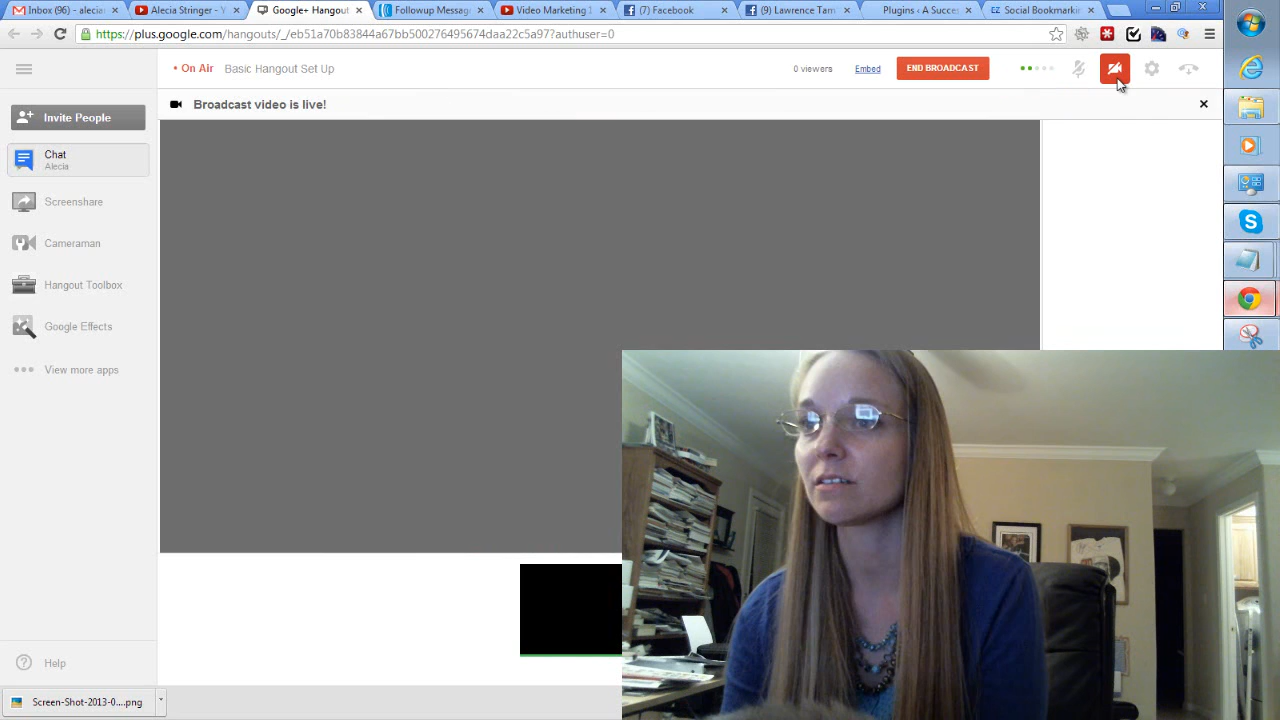 Inbox (96) - alecia
Alecia Stringer - Y
Google+ Hangout
Followup Message
Video Marketing 1
(7) Facebook
(9) Lawrence Tam
Plugins ‹ A Success
EZ Social Bookmarkin
https://plus.google.com/hangouts/_/eb51a70b83844a67bb500276495674daa22c5a97?authuser=0
• On Air
Basic Hangout Set Up
0 viewers
Embed
END BROADCAST
Broadcast video is live!
Invite People
Chat
Alecia
Screenshare
Cameraman
Hangout Toolbox
Google Effects
View more apps
Help
Screen-Shot-2013-0....png